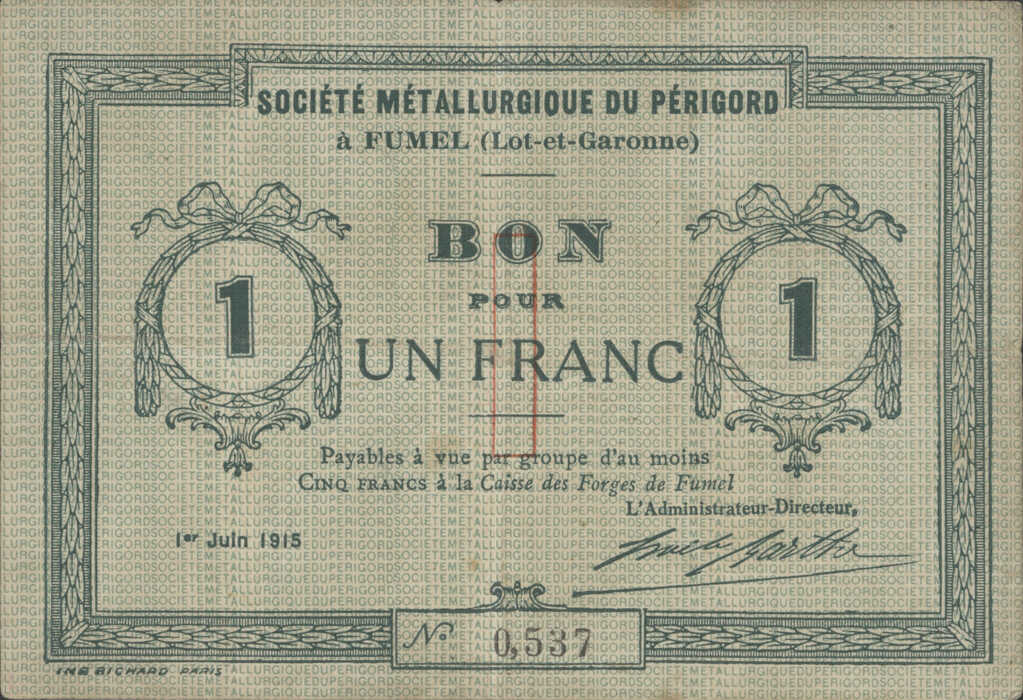 SOCIÉTÉ MÉTALLURGIQUE DU PÉRIGORD
à FUMEL (Lot-et-Garonne)
BON
POUR
UN FRANC
1
1
Payables à vue par groupe d'au moins
CINQ FRANCS à la Caisse des Forges de Fumel
L'Administrateur-Directeur,
1er Juin 1915
No 0,537
IMP RICHARD PARIS